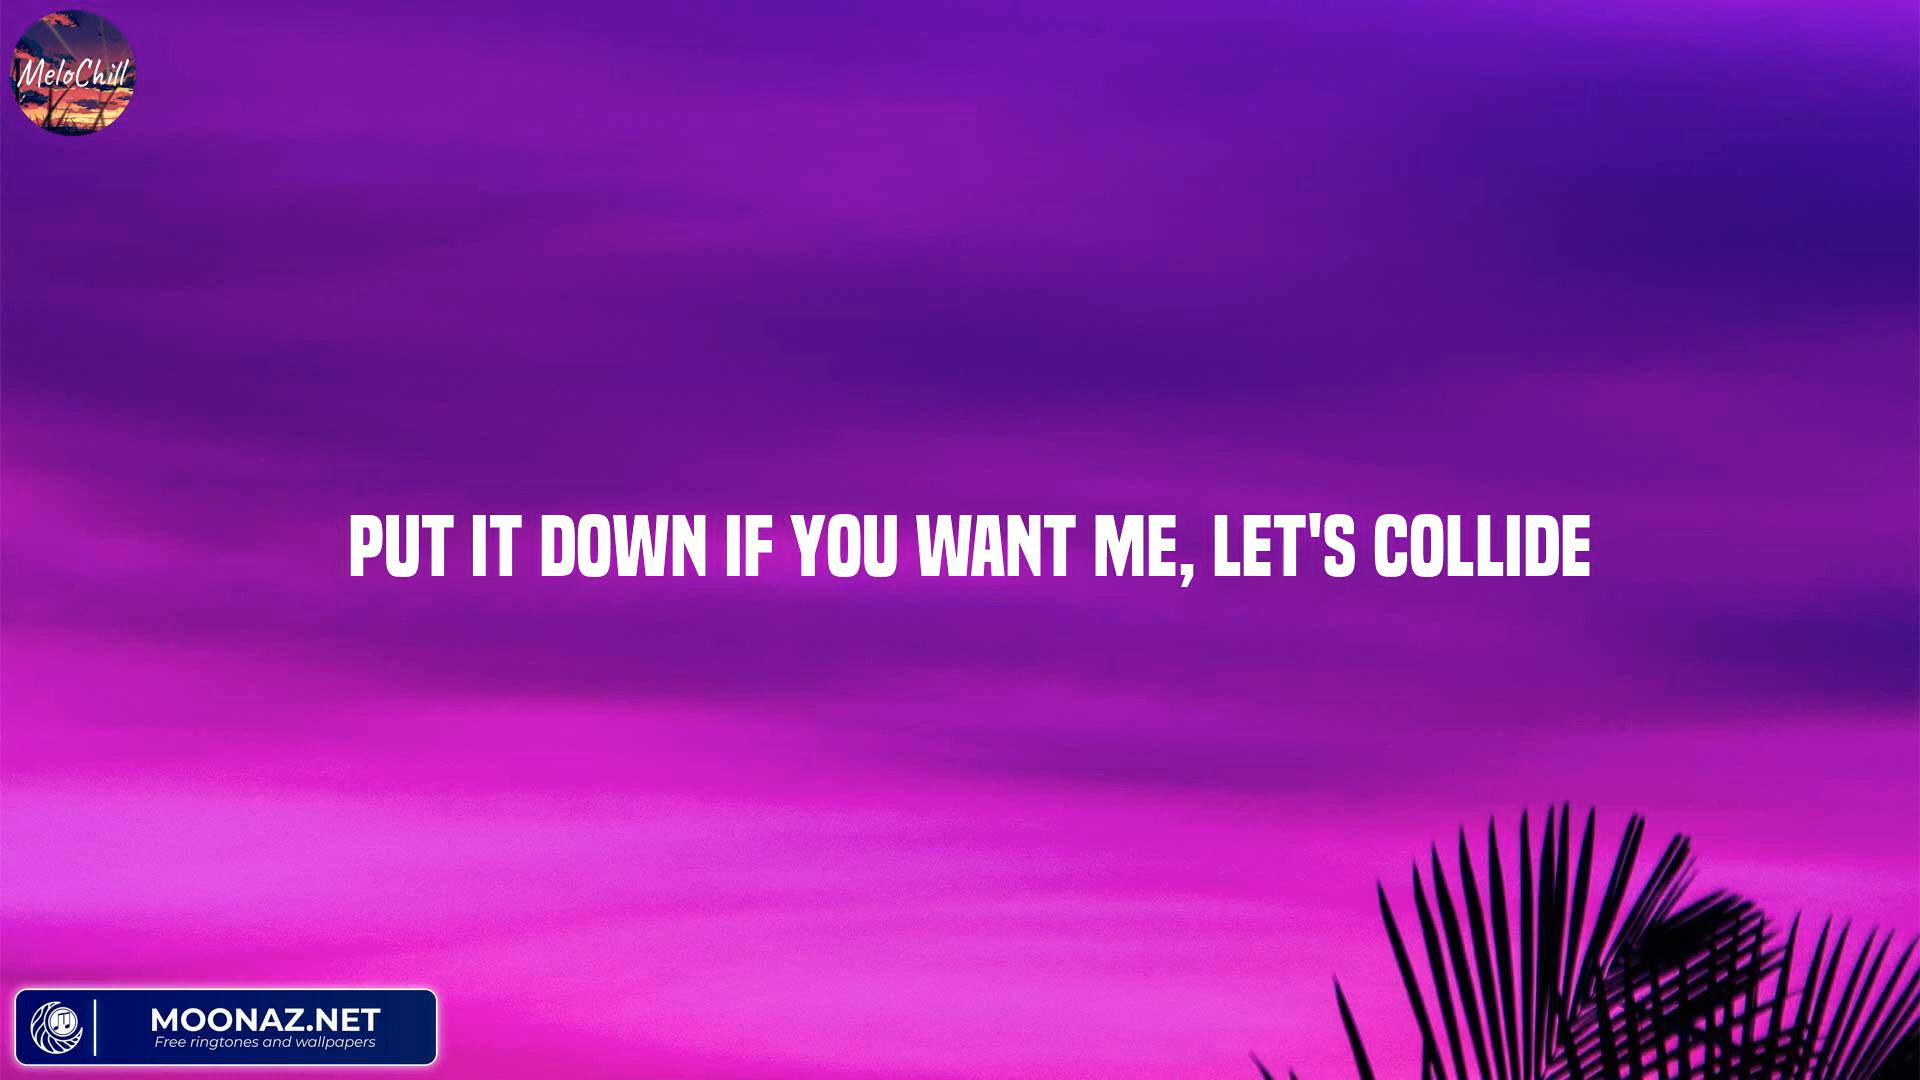 MeloChill
PUT IT DOWN IF YOU WANT ME, LET'S COLLIDE
MOONAZ.NET
Free ringtones and wallpapers